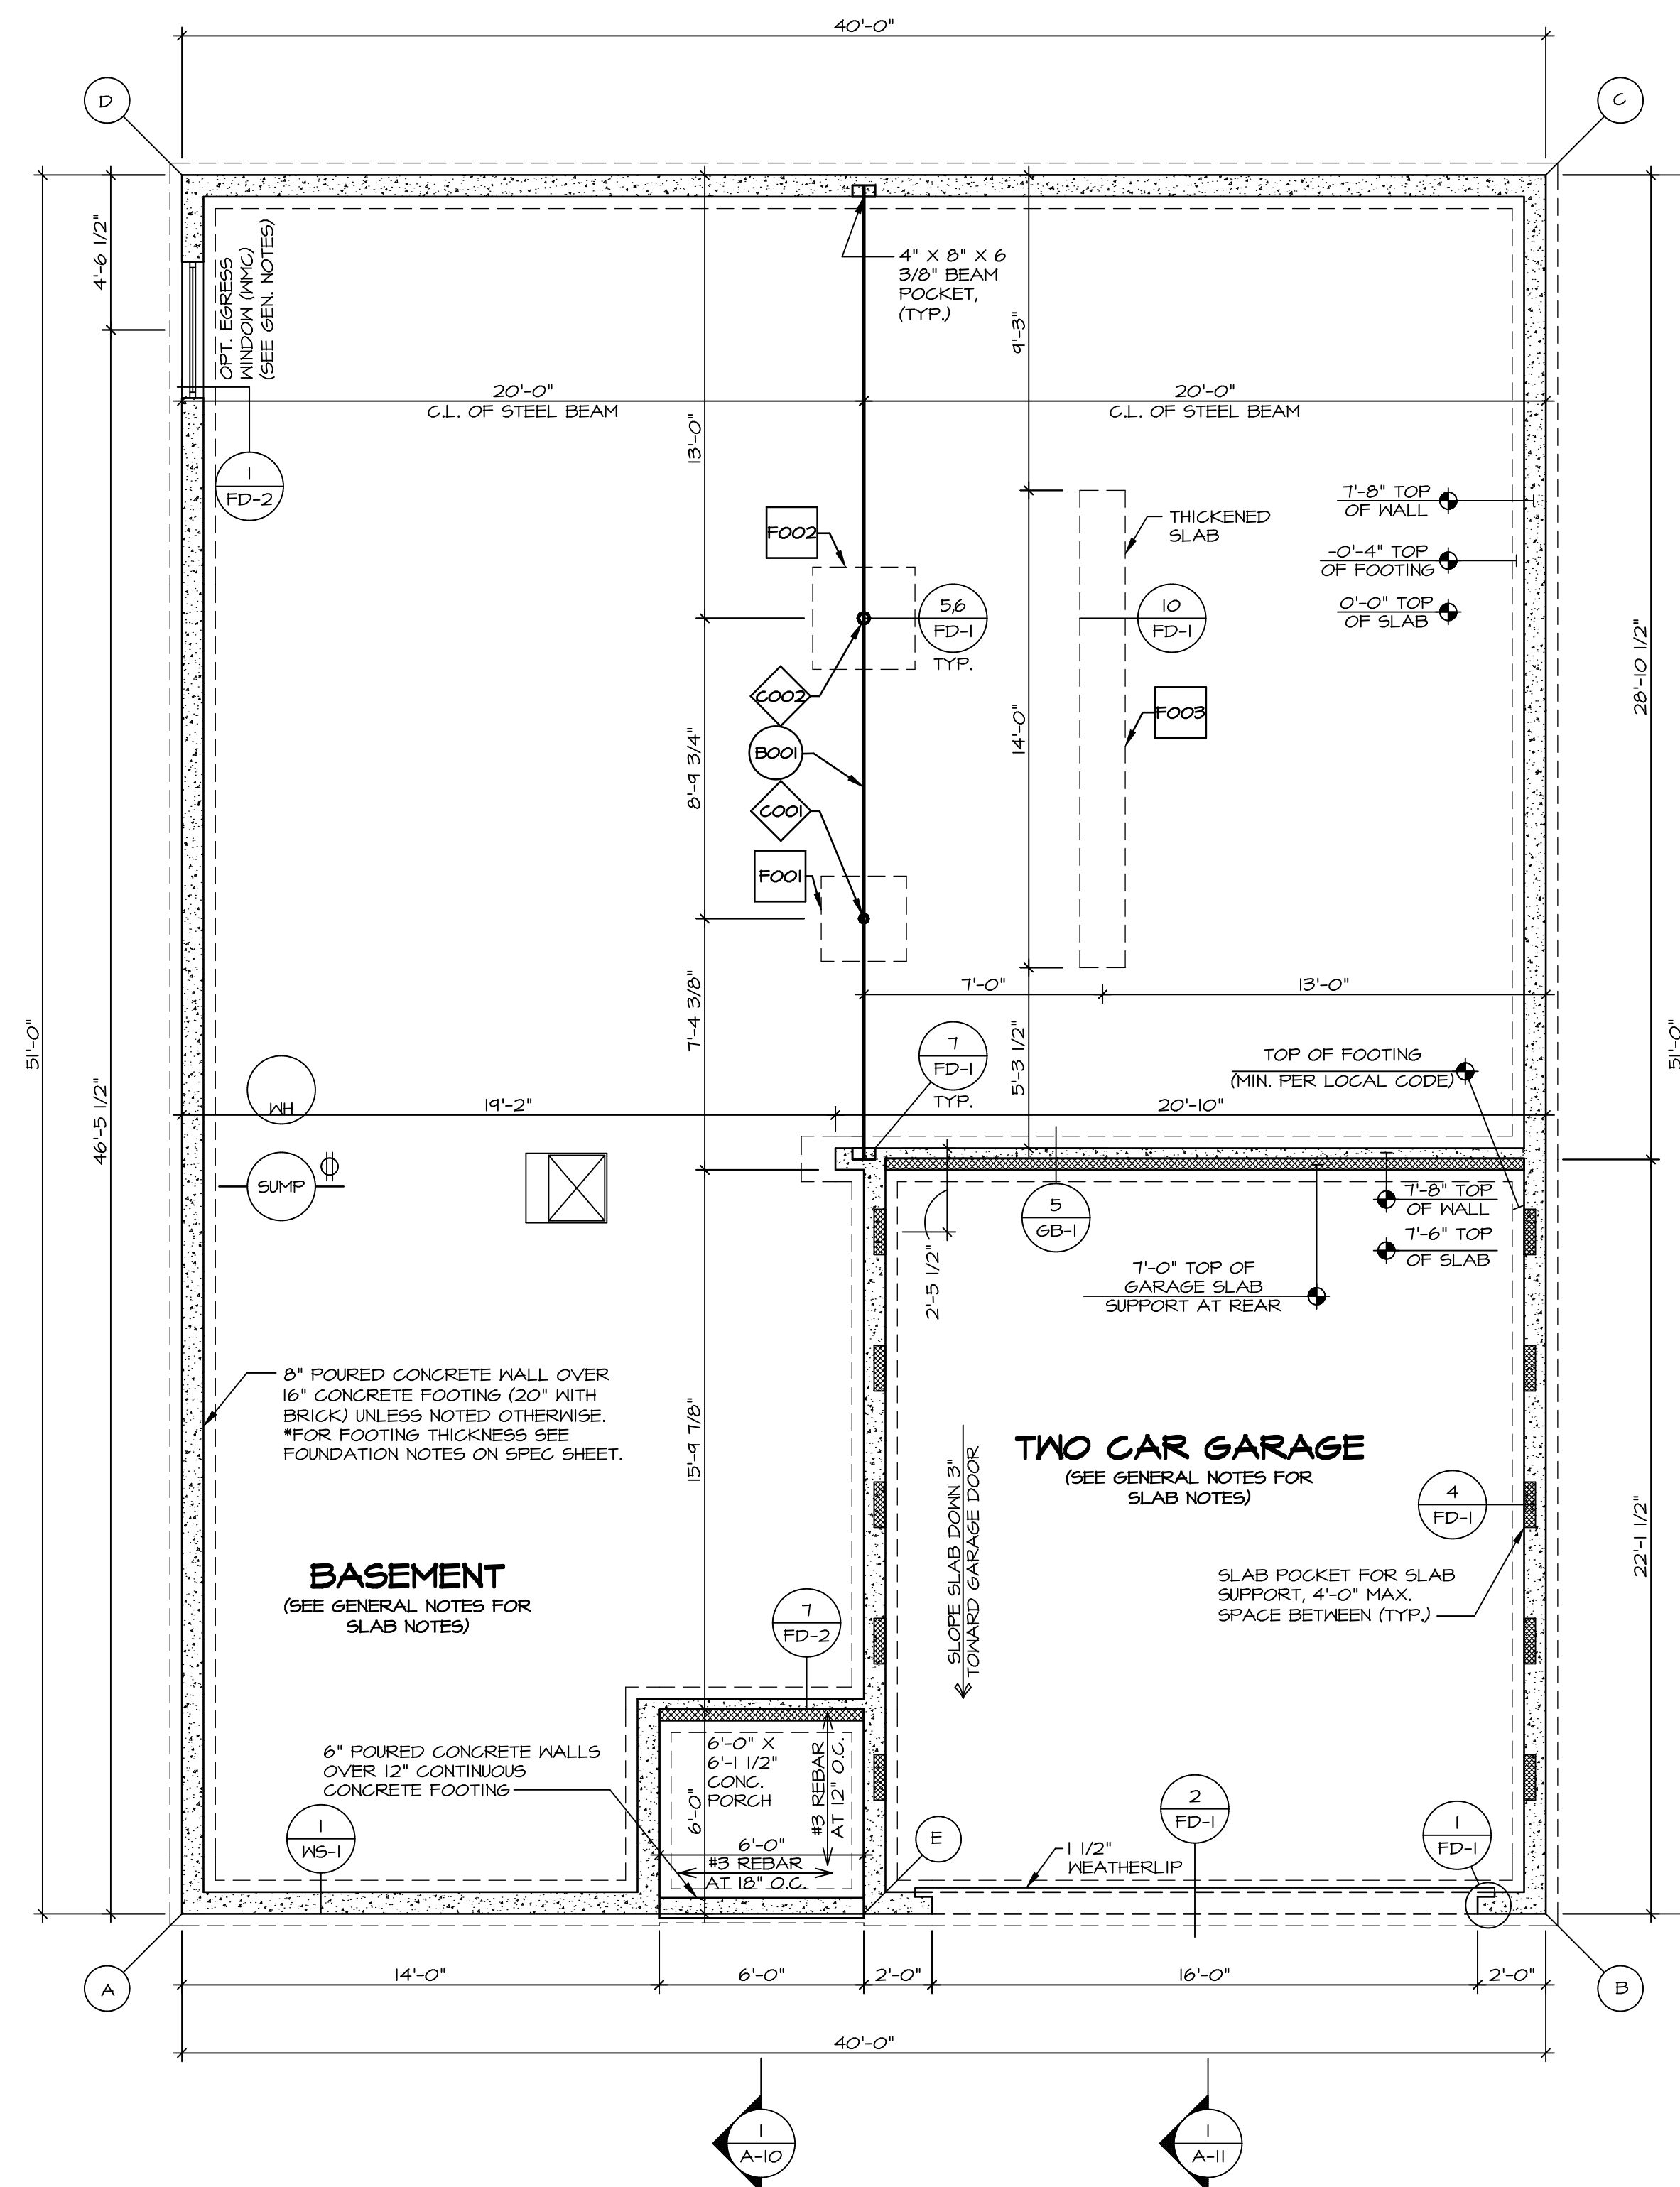 40'-0"
D
C
4'-6 1/2"
OPT. EGRESS
WINDOW (WMC)
(SEE GEN. NOTES)
4" X 8" X 6
3/8" BEAM
POCKET,
(TYP.)
9'-3"
20'-0"
C.L. OF STEEL BEAM
20'-0"
C.L. OF STEEL BEAM
13'-0"
1
FD-2
7'-8" TOP
OF WALL
F002
THICKENED
SLAB
-0'-4" TOP
OF FOOTING
5,6
FD-1
TYP.
10
FD-1
0'-0" TOP
OF SLAB
28'-10 1/2"
C002
F003
14'-0"
B001
8'-9 3/4"
C001
F001
7'-0"
13'-0"
7'-4 3/8"
51'-0"
46'-5 1/2"
7
FD-1
TYP.
5'-3 1/2"
TOP OF FOOTING
(MIN. PER LOCAL CODE)
51'-0"
WH
19'-2"
20'-10"
SUMP
5
GB-1
7'-8" TOP
OF WALL
7'-6" TOP
OF SLAB
2'-5 1/2"
7'-0" TOP OF
GARAGE SLAB
SUPPORT AT REAR
8" POURED CONCRETE WALL OVER
16" CONCRETE FOOTING (20" WITH
BRICK) UNLESS NOTED OTHERWISE.
*FOR FOOTING THICKNESS SEE
FOUNDATION NOTES ON SPEC SHEET.
15'-9 7/8"
TWO CAR GARAGE
(SEE GENERAL NOTES FOR
SLAB NOTES)
SLOPE SLAB DOWN 3"
TOWARD GARAGE DOOR
4
FD-1
22'-1 1/2"
BASEMENT
(SEE GENERAL NOTES FOR
SLAB NOTES)
SLAB POCKET FOR SLAB
SUPPORT, 4'-0" MAX.
SPACE BETWEEN (TYP.)
7
FD-2
6" POURED CONCRETE WALLS
OVER 12" CONTINUOUS
CONCRETE FOOTING
6'-0" X
6'-1 1/2"
CONC.
PORCH
#3 REBAR
AT 12" O.C.
6'-0"
6'-0"
#3 REBAR
AT 18" O.C.
1
WS-1
E
1 1/2"
WEATHERLIP
2
FD-1
1
FD-1
A
B
14'-0"
6'-0"
2'-0"
16'-0"
2'-0"
40'-0"
1
A-10
1
A-11